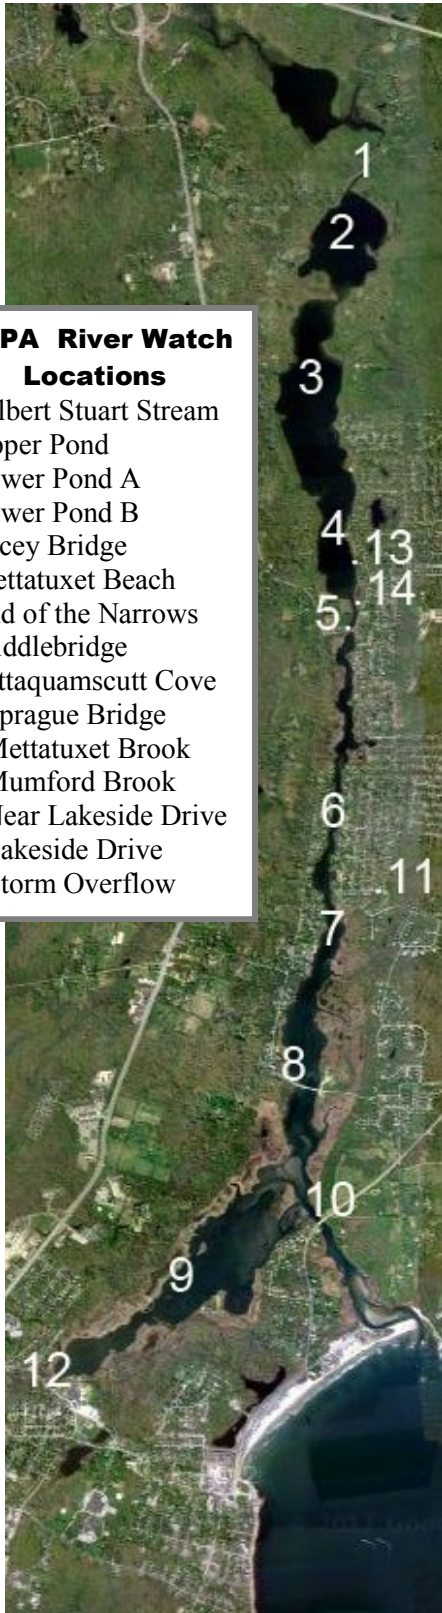 PA River Watch
Locations
lbert Stuart Stream
pper Pond
wer Pond A
wer Pond B
cey Bridge
ettatuxet Beach
d of the Narrows
ddlebridge
ttaquamscutt Cove
prague Bridge
Mettatuxet Brook
Mumford Brook
Near Lakeside Drive
akeside Drive
torm Overflow
1
2
3
4
13
14
5
6
11
7
8
10
9
12